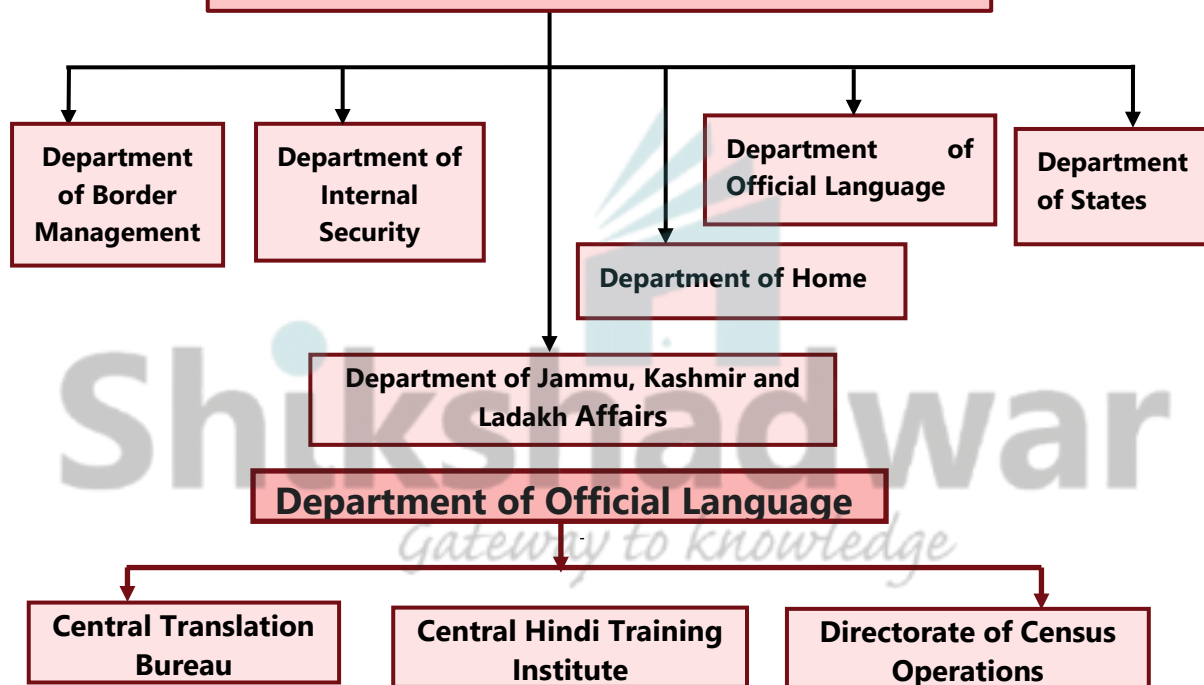 Department
of Border
Management
Department of
Internal
Security
Department of
Official Language
Department
of States
Department of Home
Department of Jammu, Kashmir and
Ladakh Affairs
Shikshadwar
Department of Official Language
Gateway to knowledge
Central Translation
Bureau
Central Hindi Training
Institute
Directorate of Census
Operations